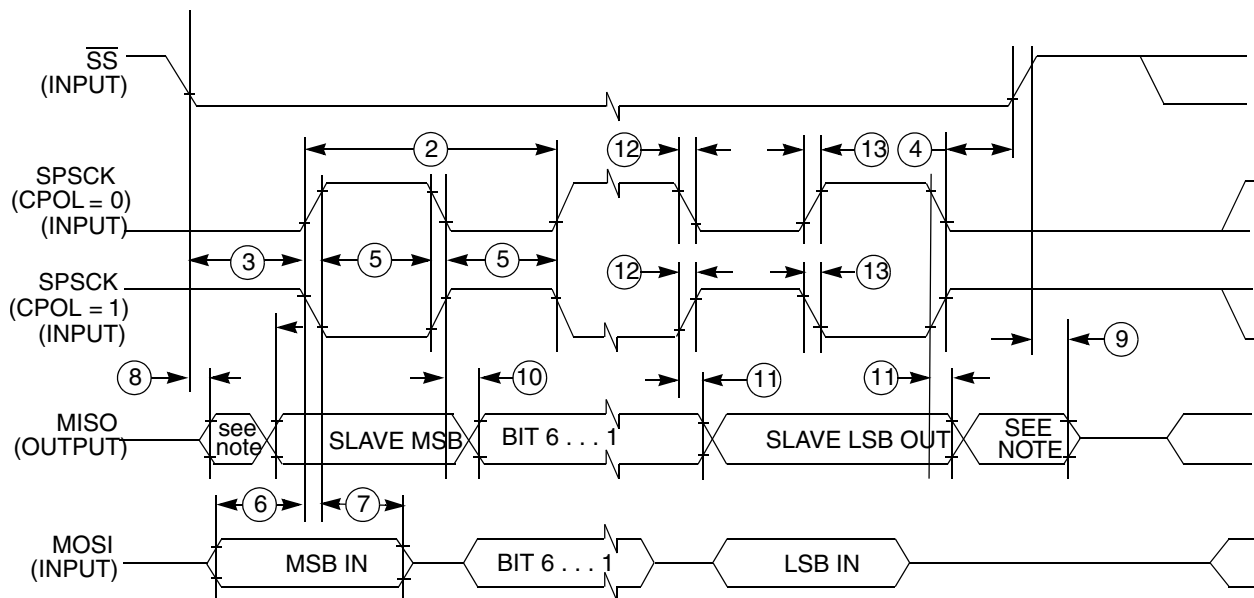 SS
(INPUT)
2
12
13
4
SPSCK
(CPOL = 0)
(INPUT)
3
5
5
12
13
SPSCK
(CPOL = 1)
(INPUT)
8
10
11
11
9
MISO
(OUTPUT)
see
note
SLAVE MSB
BIT 6 . . . 1
SLAVE LSB OUT
SEE
NOTE
6
7
MOSI
(INPUT)
MSB IN
BIT 6 . . . 1
LSB IN